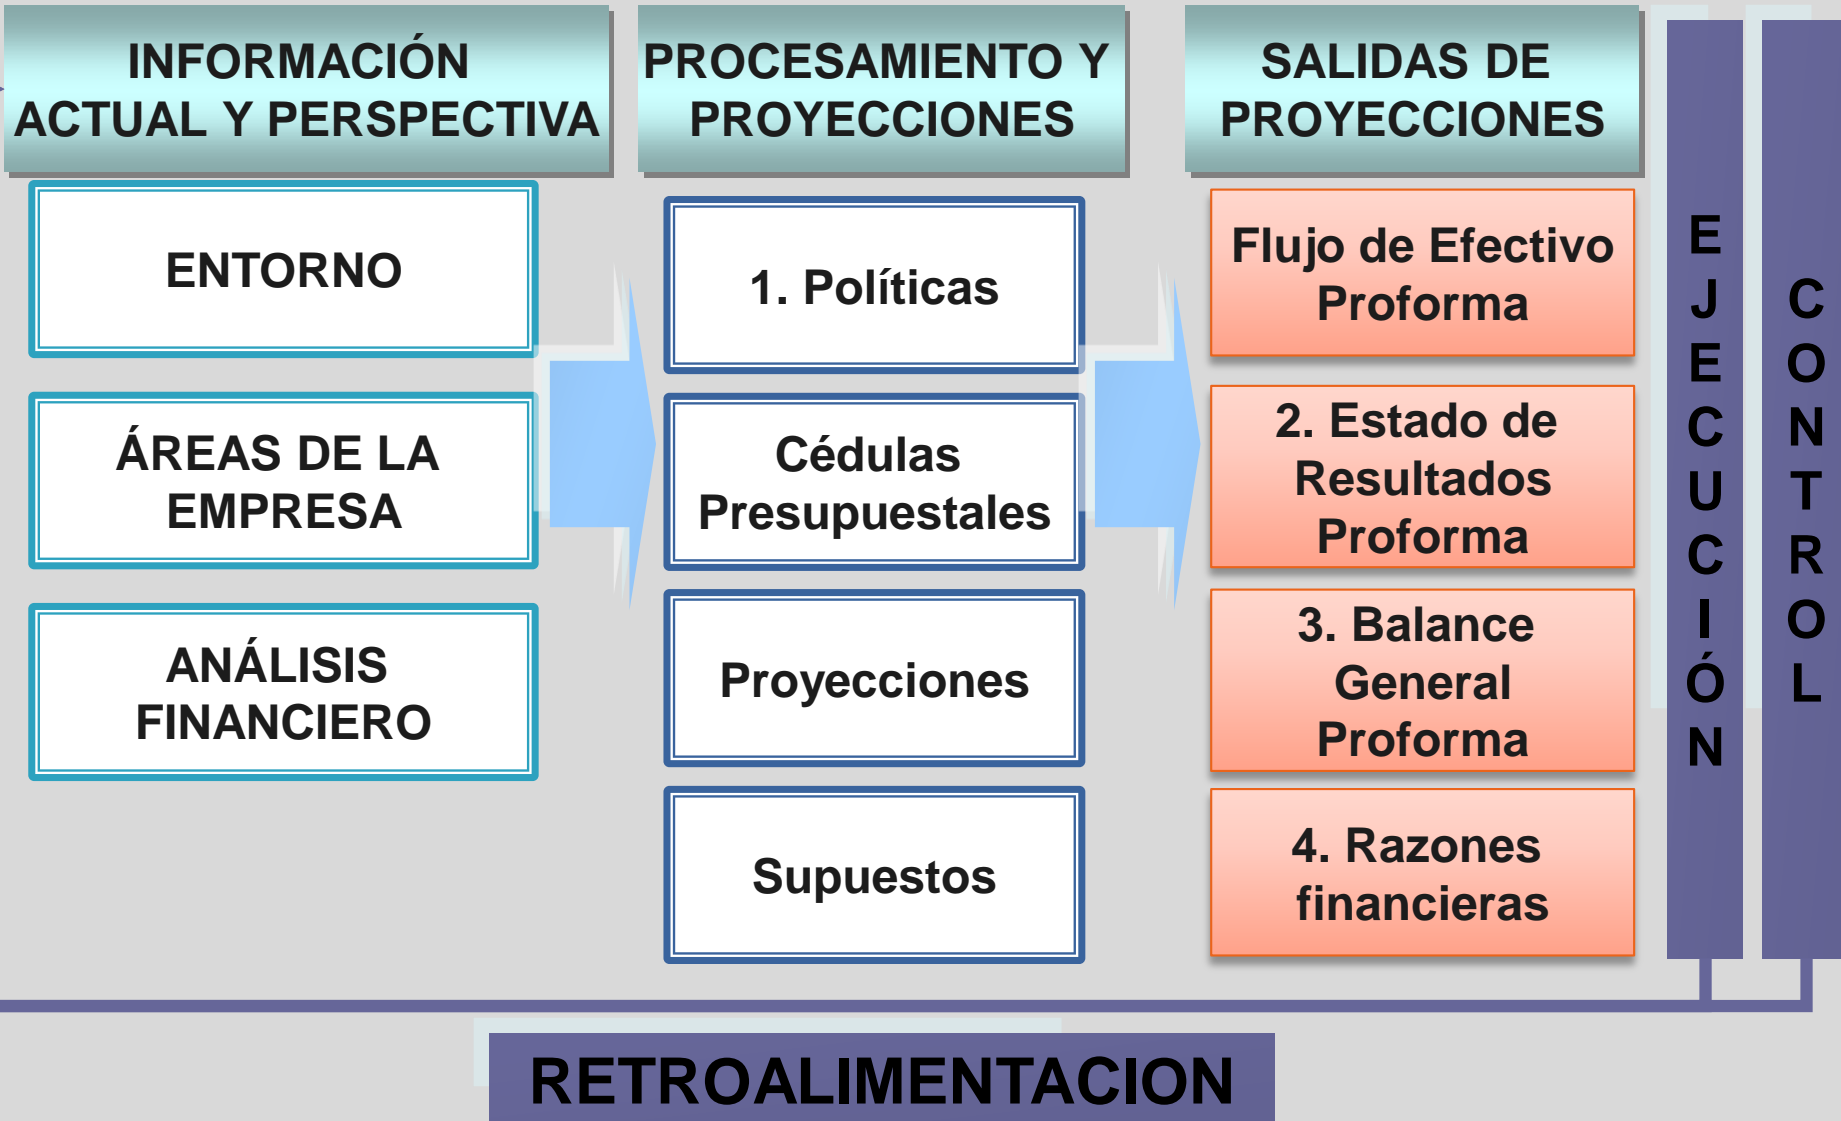 INFORMACIÓN
ACTUAL Y PERSPECTIVA
ENTORNO
ÁREAS DE LA
EMPRESA
ANÁLISIS
FINANCIERO
PROCESAMIENTO Y
PROYECCIONES
1. Políticas
Cédulas
Presupuestales
Proyecciones
Supuestos
SALIDAS DE
PROYECCIONES
Flujo de Efectivo
Proforma
2. Estado de
Resultados
Proforma
3. Balance
General
Proforma
4. Razones
financieras
EJECUCIÓN
CONTROL
RETROALIMENTACION